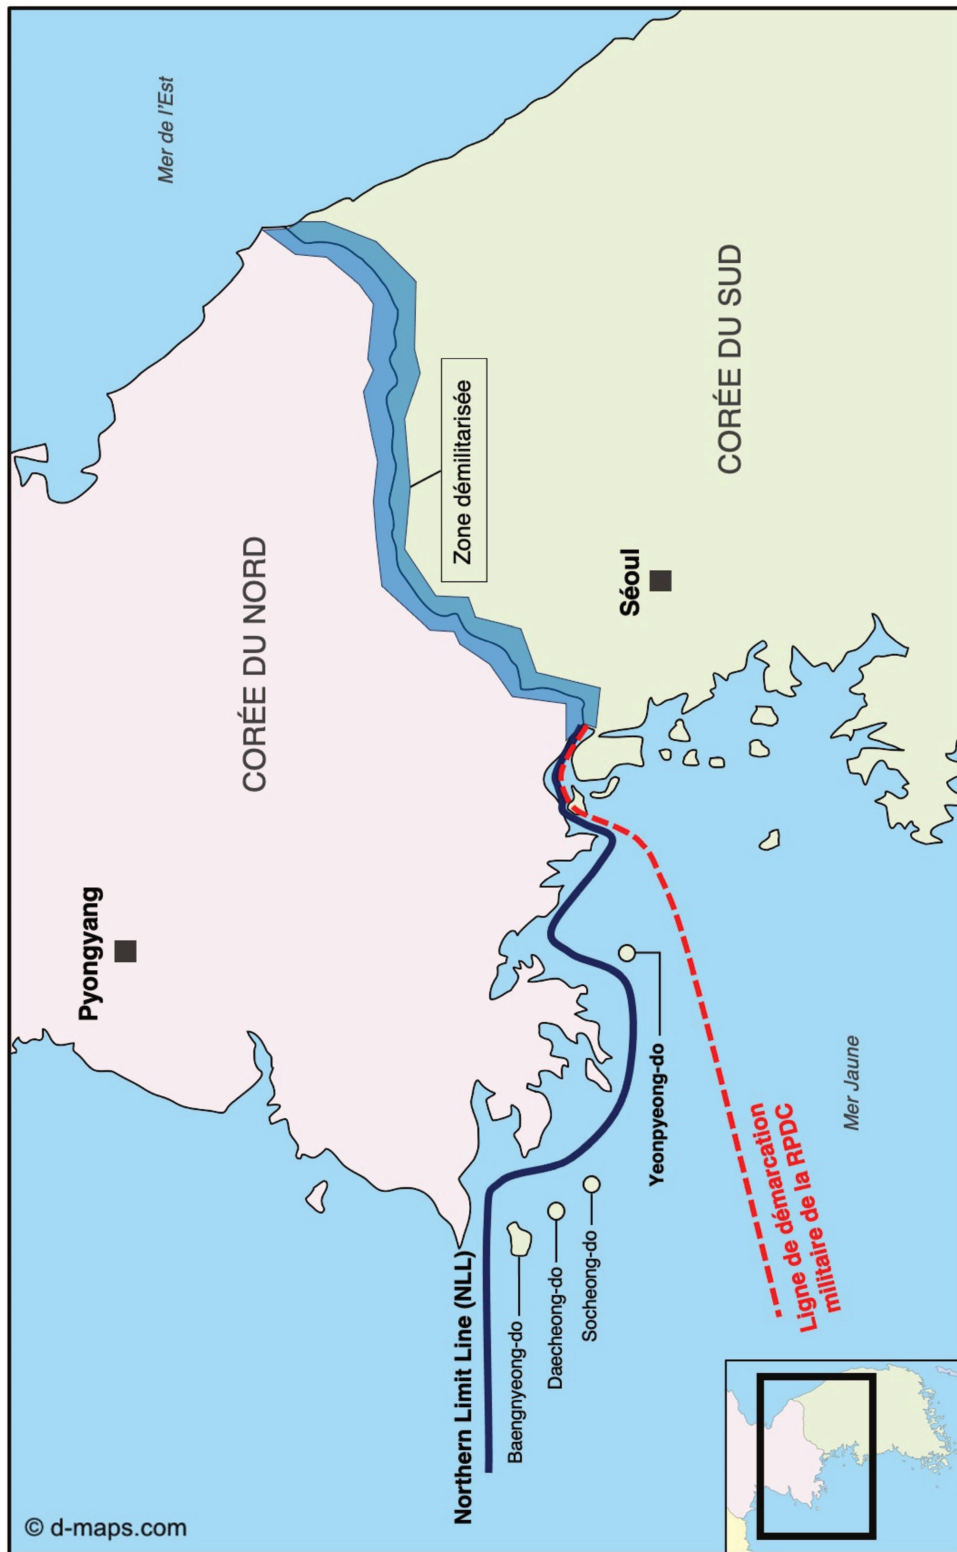 Mer de l'Est
CORÉE DU NORD
CORÉE DU SUD
Zone démilitarisée
Pyongyang
Séoul
Northern Limit Line (NLL)
Baengnyeong-do
Daecheong-do
Socheong-do
Yeonpyeong-do
Ligne de démarcation
militaire de la RPDC
Mer Jaune
© d-maps.com